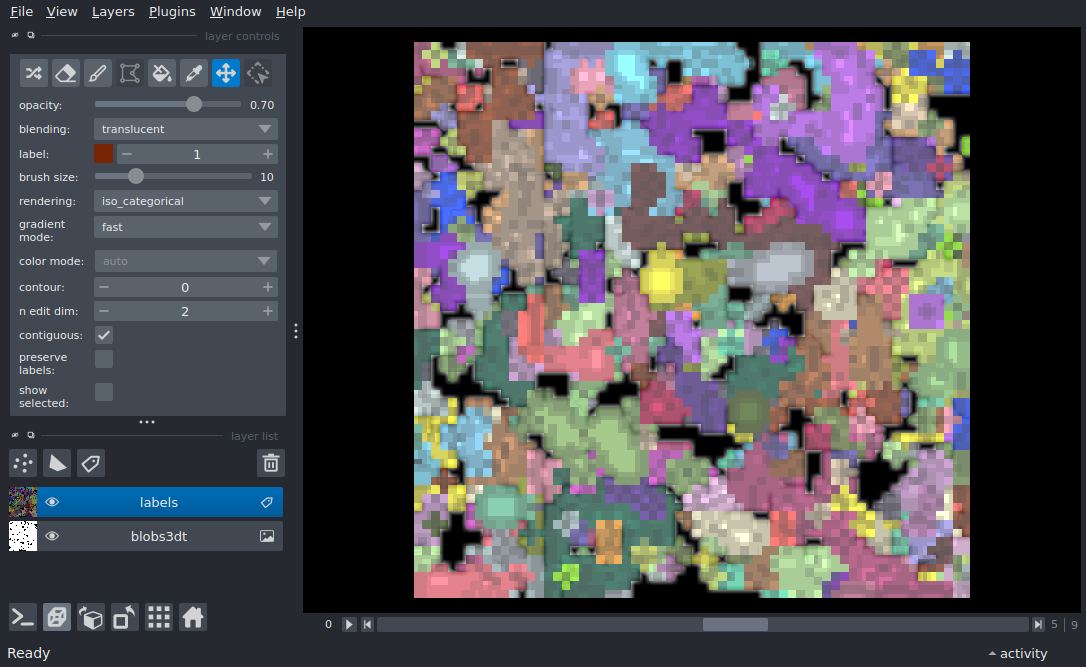 File View Layers Plugins Window Help
layer controls
opacity: 0.70
blending: translucent
label: 1
brush size: 10
rendering: iso_categorical
gradient
mode: fast
color mode: auto
contour: 0
n edit dim: 2
contiguous:
preserve
labels:
show
selected:
layer list
labels
blobs3dt
0 5 | 9
Ready activity